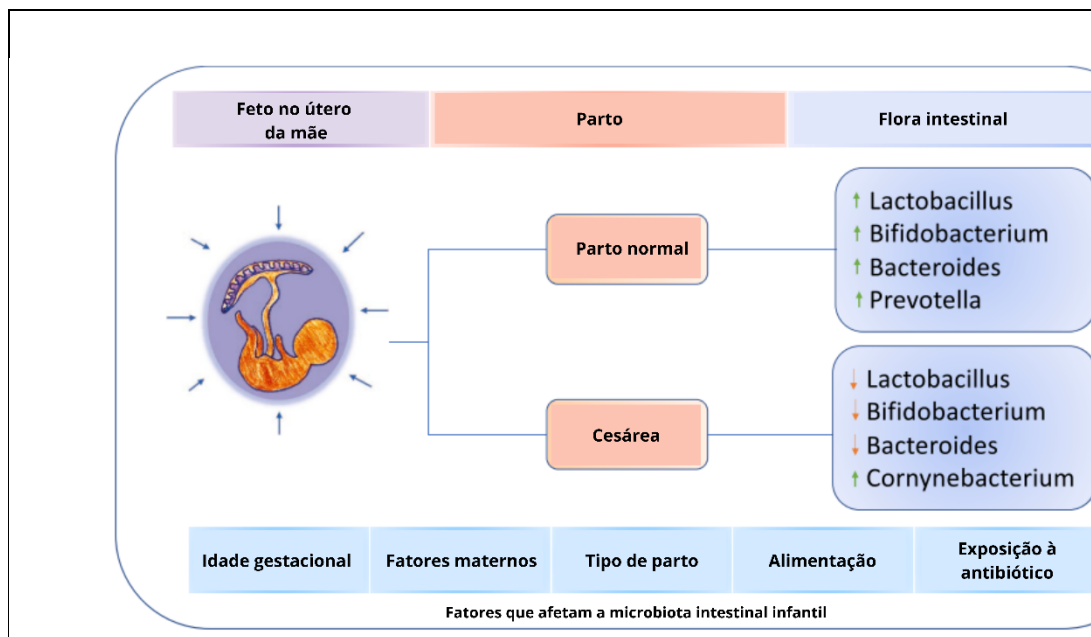 Feto no útero
da mãe
Parto
Flora intestinal
Parto normal
↑ Lactobacillus
↑ Bifidobacterium
↑ Bacteroides
↑ Prevotella
Cesárea
↓ Lactobacillus
↓ Bifidobacterium
↓ Bacteroides
↑ Cornynebacterium
Idade gestacional
Fatores maternos
Tipo de parto
Alimentação
Exposição à
antibiótico
Fatores que afetam a microbiota intestinal infantil